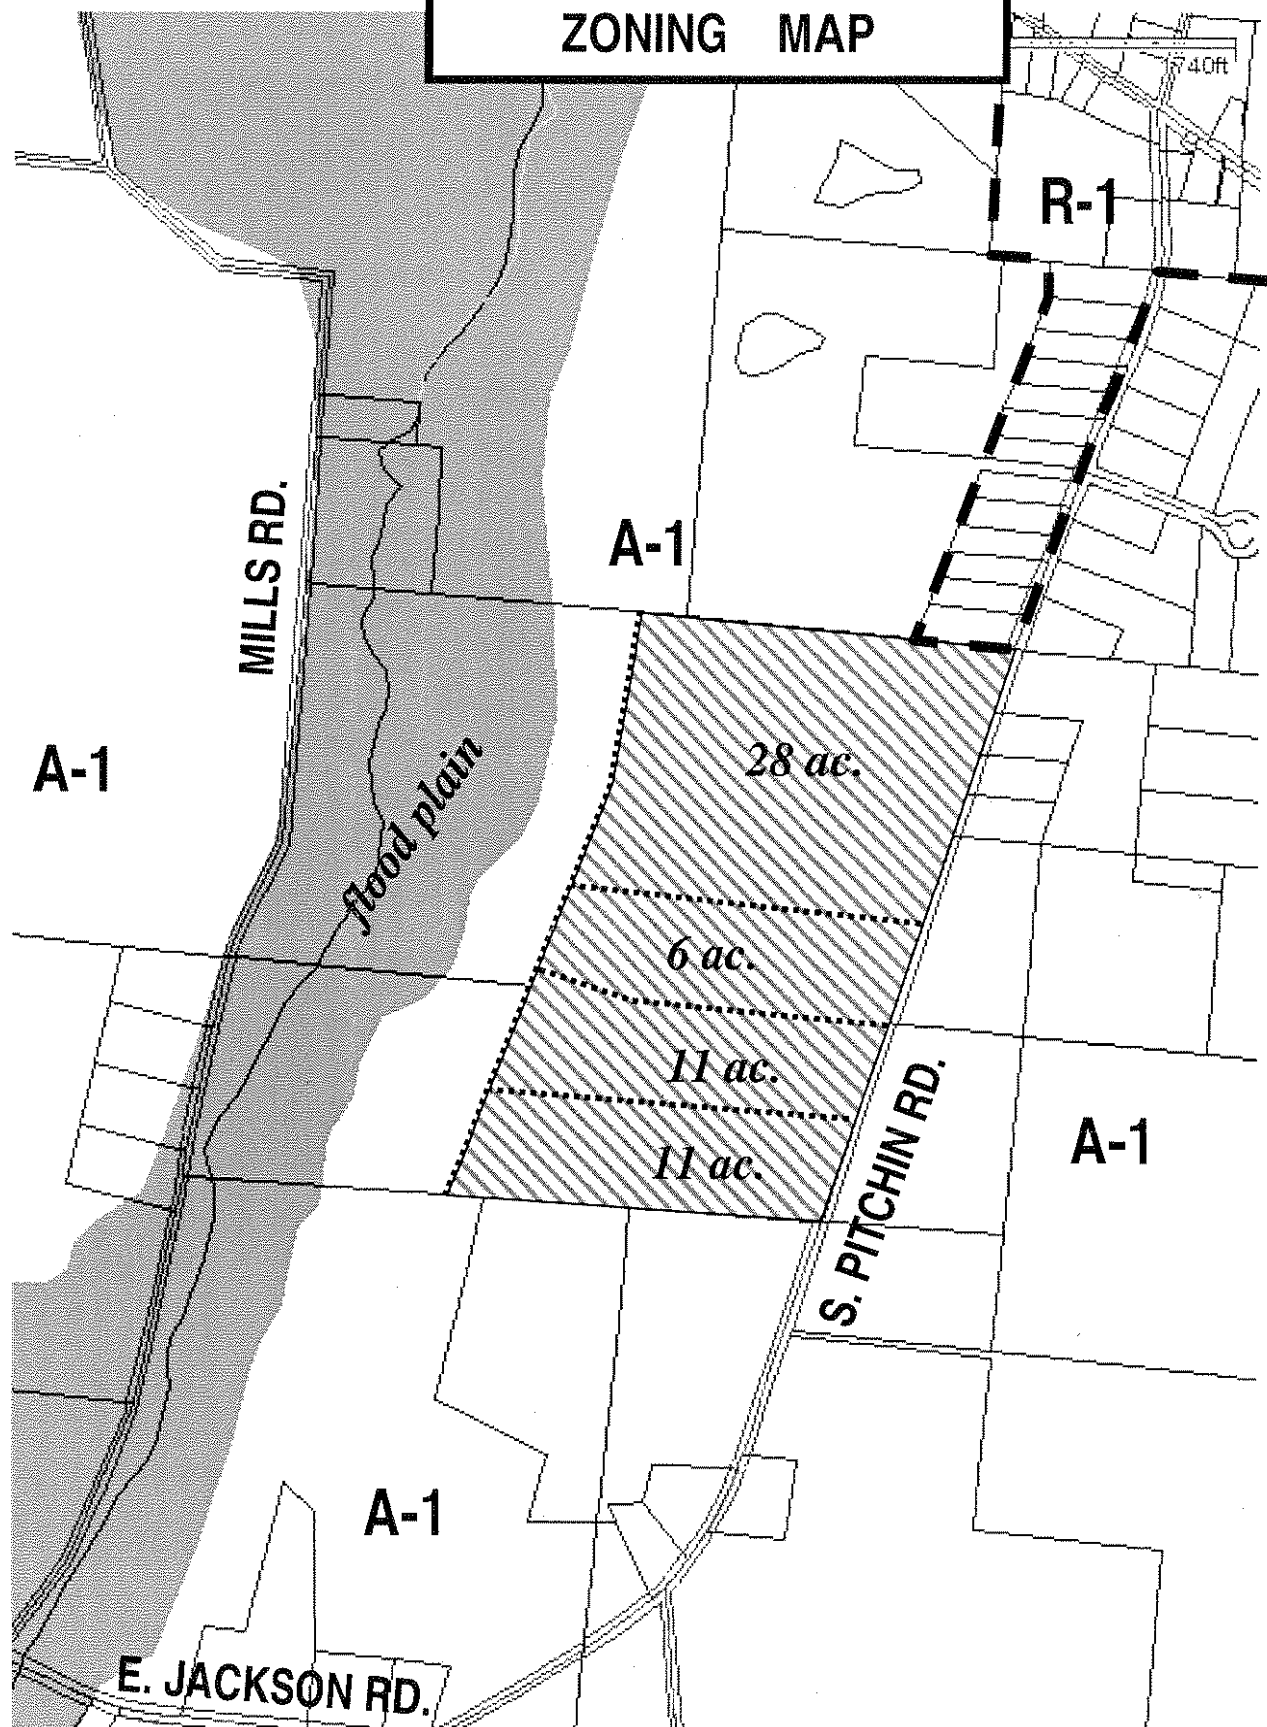 ZONING MAP
740ft
R-1
A-1
MILLS RD.
A-1
28 ac.
flood plain
6 ac.
11 ac.
11 ac.
S. PITCHIN RD.
A-1
A-1
E. JACKSON RD.